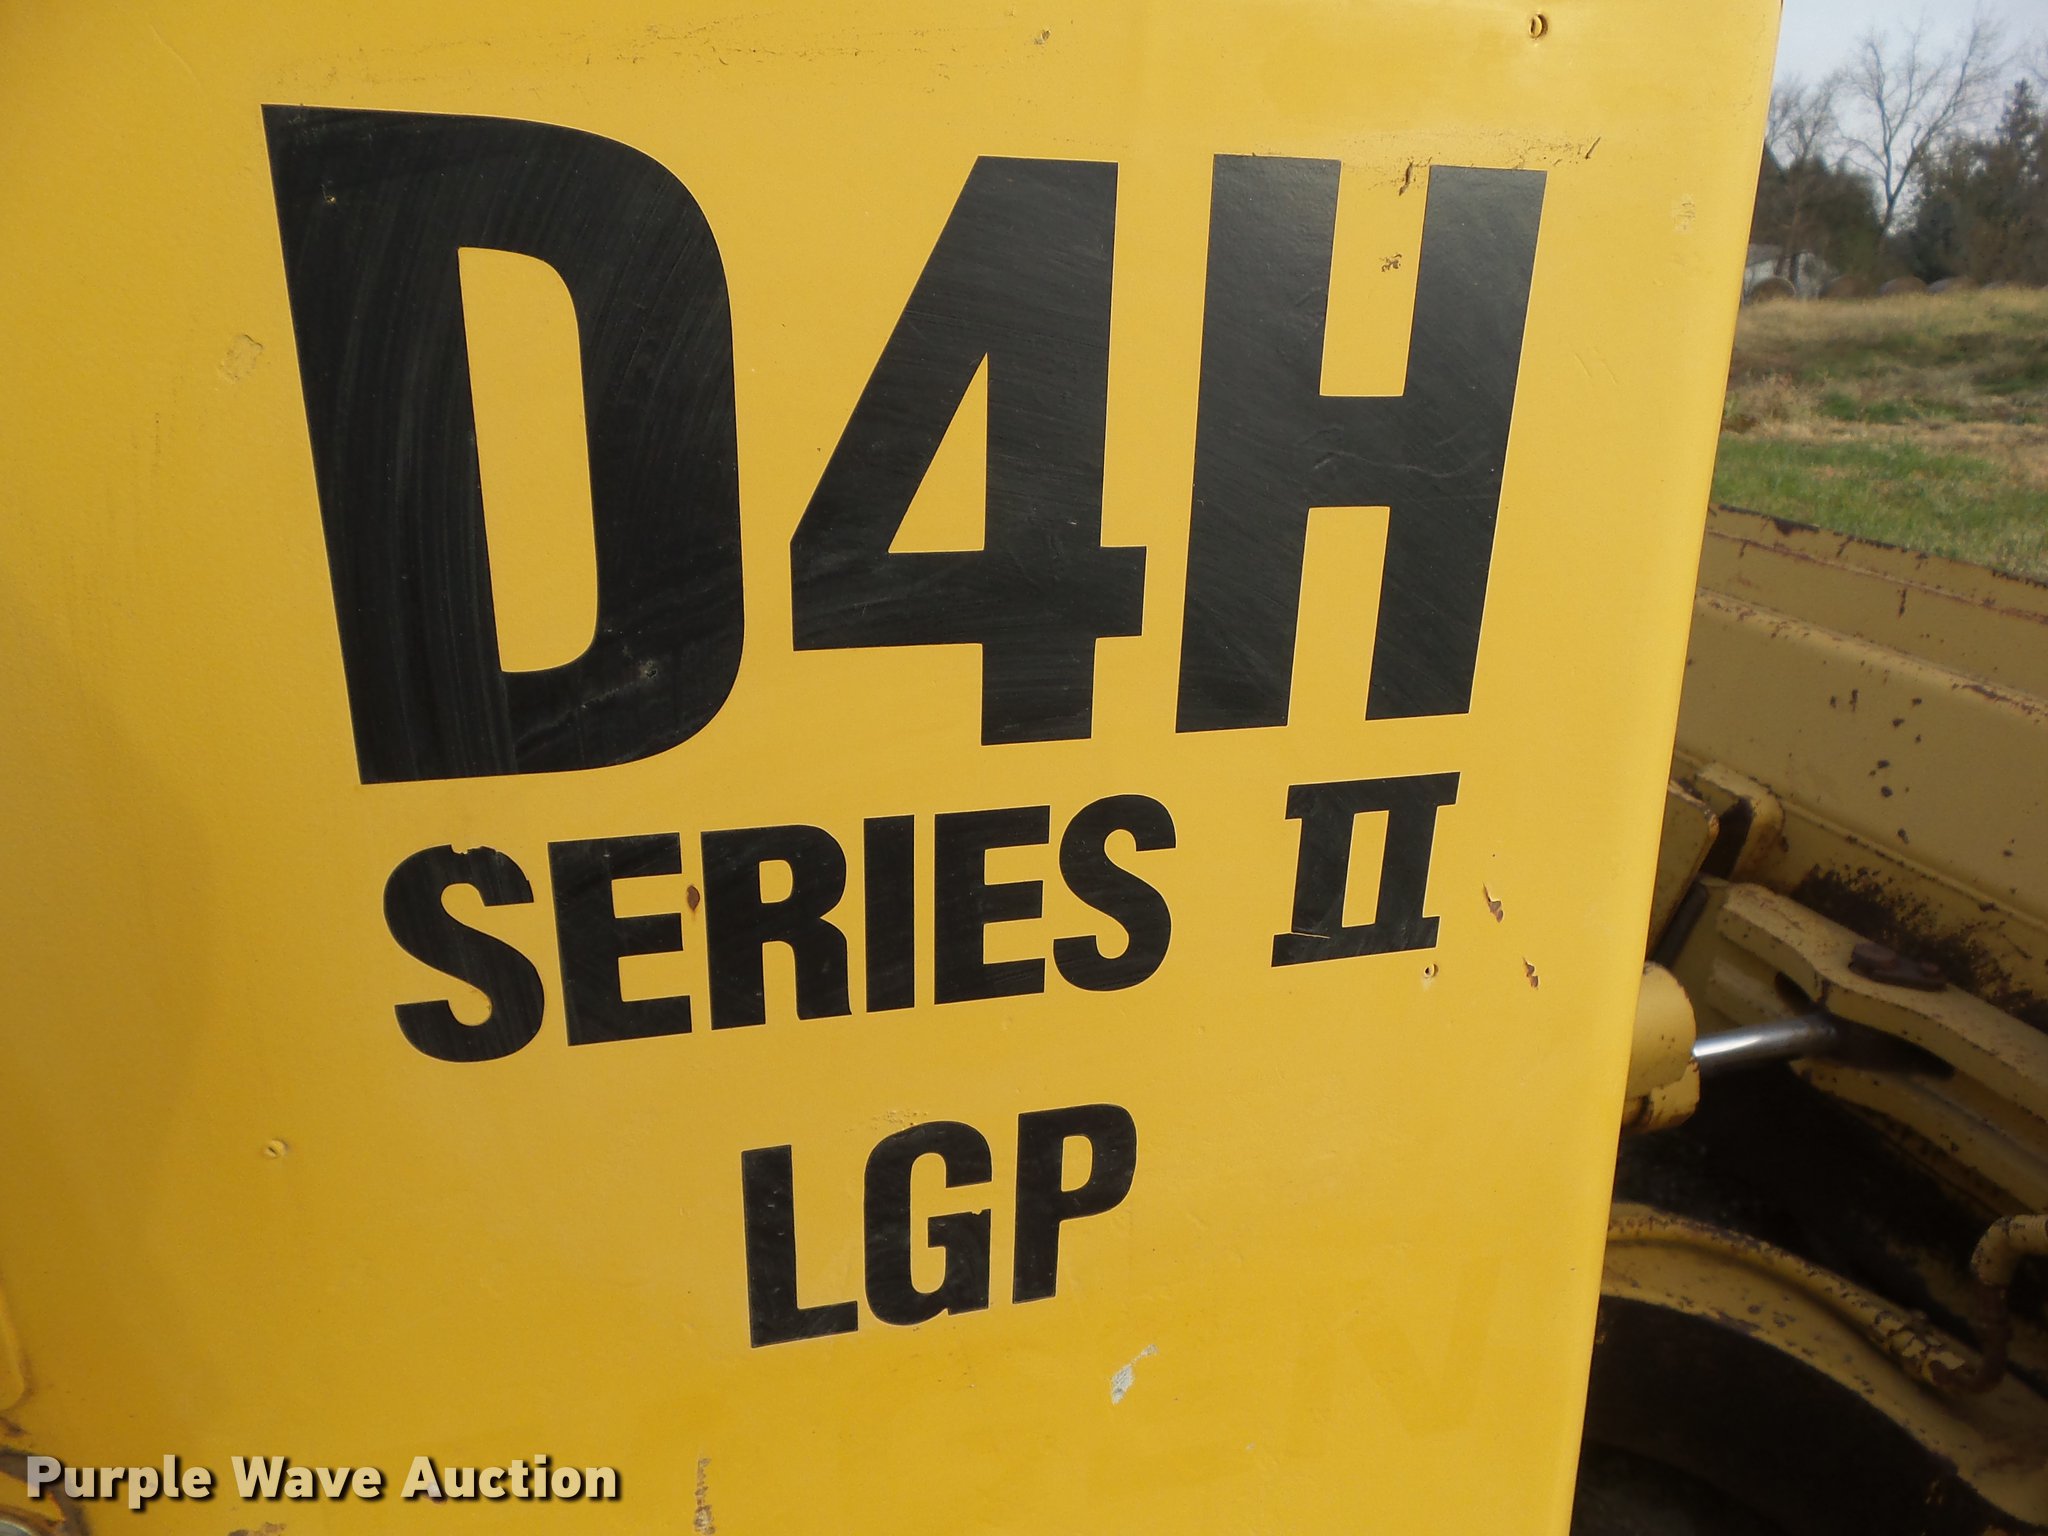 D4H
SERIES II
LGP
Purple Wave Auction